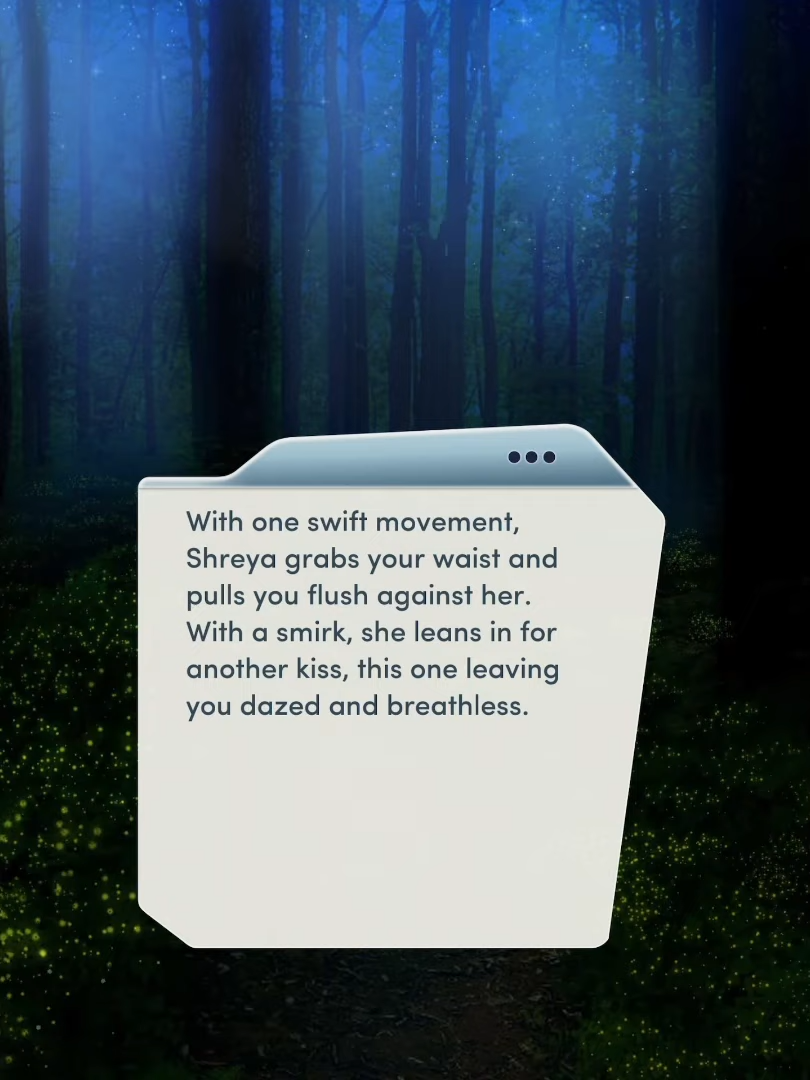 With one swift movement,
Shreya grabs your waist and
pulls you flush against her.
With a smirk, she leans in for
another kiss, this one leaving
you dazed and breathless.